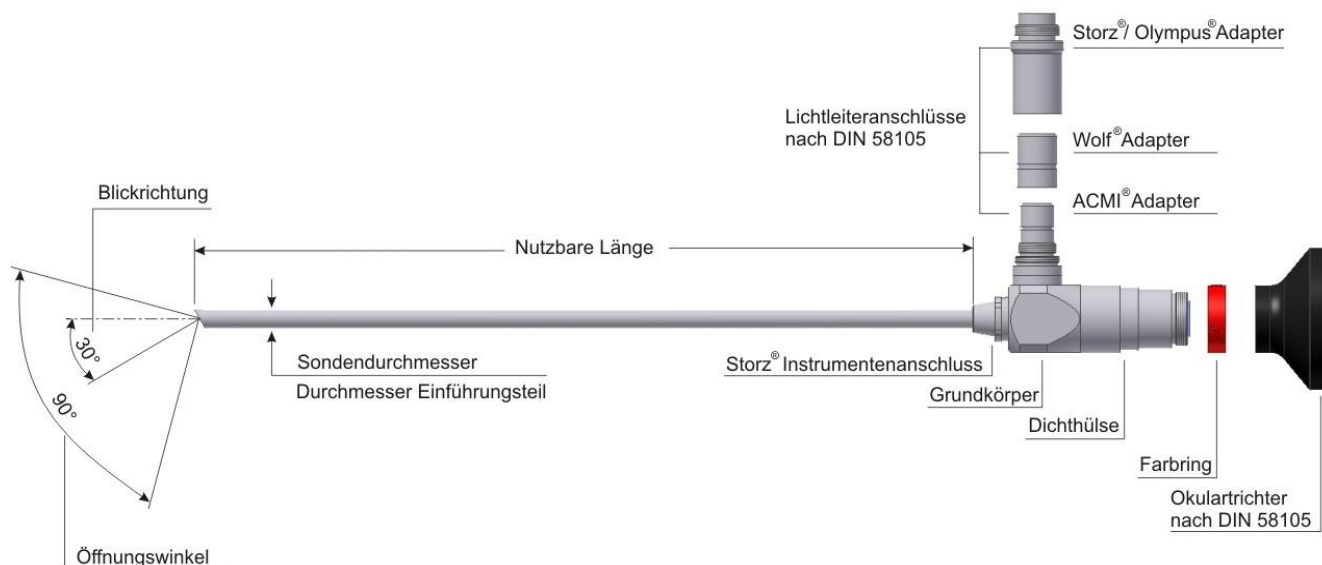 Storz®/ Olympus® Adapter
Lichtleiteranschlüsse
nach DIN 58105
Wolf® Adapter
ACMI® Adapter
Blickrichtung
Nutzbare Länge
30°
90°
Sondendurchmesser
Durchmesser Einführungsteil
Storz® Instrumentenanschluss
Grundkörper
Dichthülse
Farbring
Okulartrichter
nach DIN 58105
Öffnungswinkel